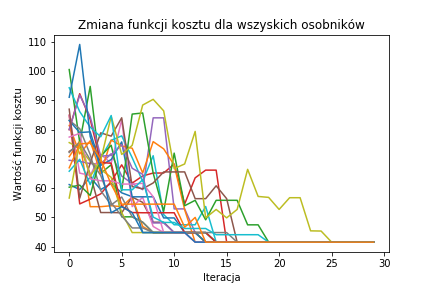 Zmiana funkcji kosztu dla wszyskich osobników
110
100
90
80
70
60
50
40
Wartość funkcji kosztu
0 5 10 15 20 25 30
Iteracja